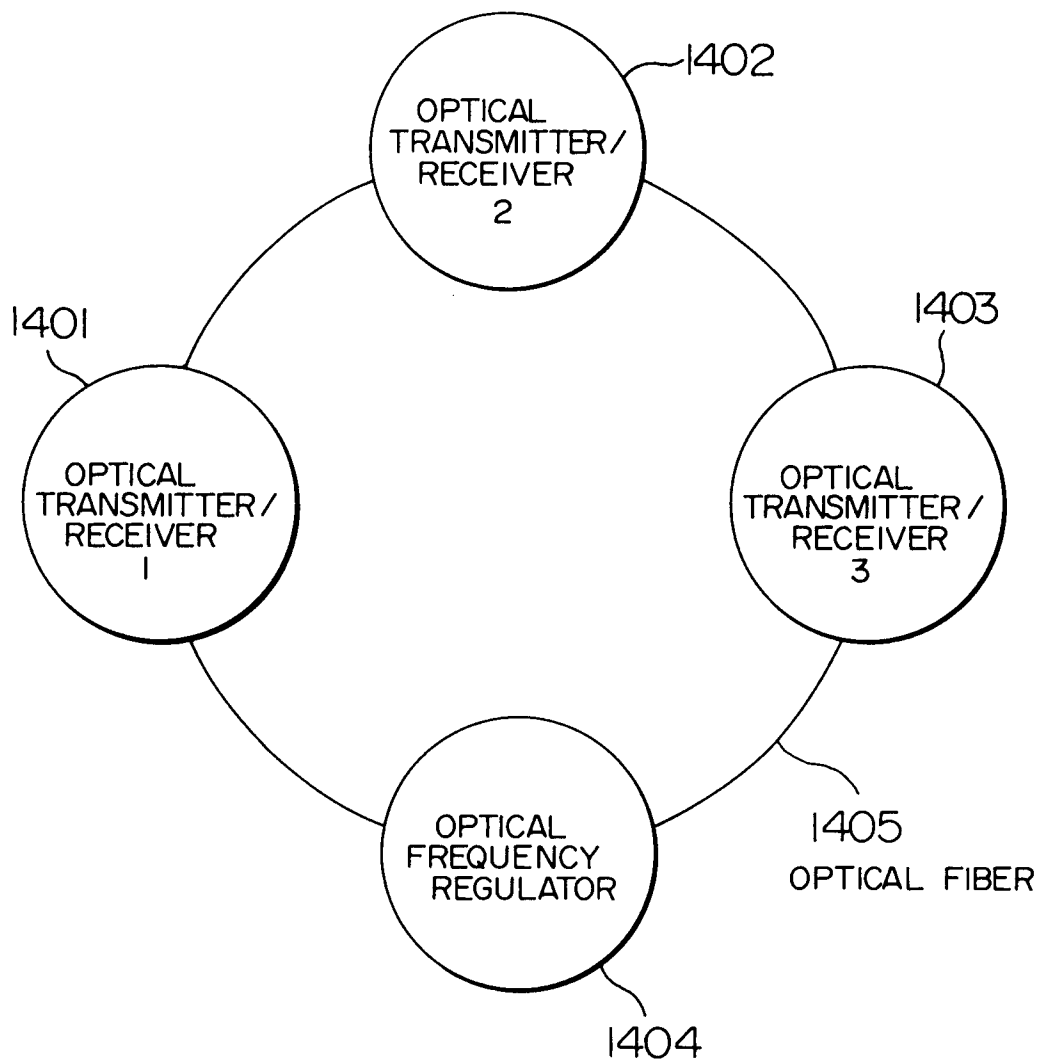 1402
OPTICAL
TRANSMITTER/
RECEIVER
2
1401
1403
OPTICAL
TRANSMITTER/
RECEIVER
1
OPTICAL
TRANSMITTER/
RECEIVER
3
OPTICAL
FREQUENCY
REGULATOR
1405
OPTICAL FIBER
1404